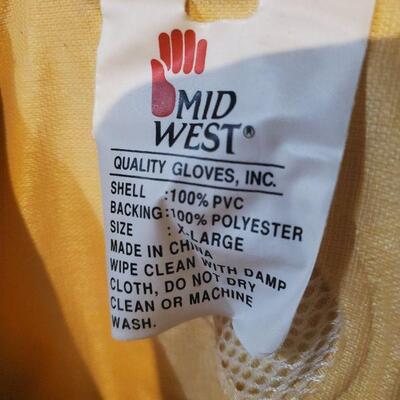 MID
WEST®
QUALITY GLOVES, INC.
SHELL :100% PVC
BACKING:100% POLYESTER
SIZE : X-LARGE
MADE IN CHINA
WIPE CLEAN WITH DAMP
CLOTH, DO NOT DRY
CLEAN OR MACHINE
WASH.